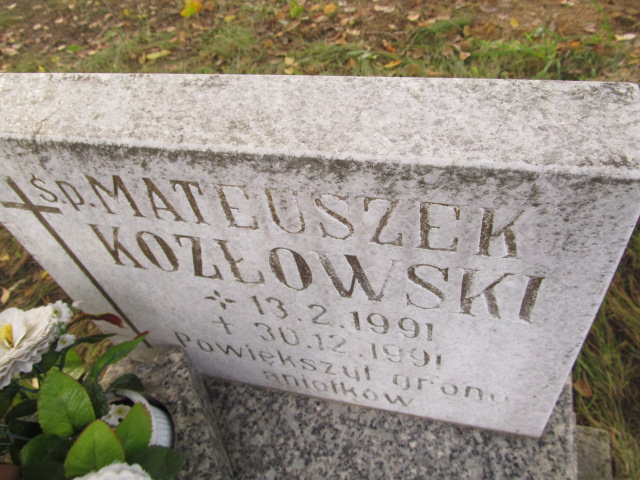 Ś.p. MATEUSZEK
KOZŁOWSKI
* 13.2.1991
+ 30.12.1991
Powiększył grono
aniołków